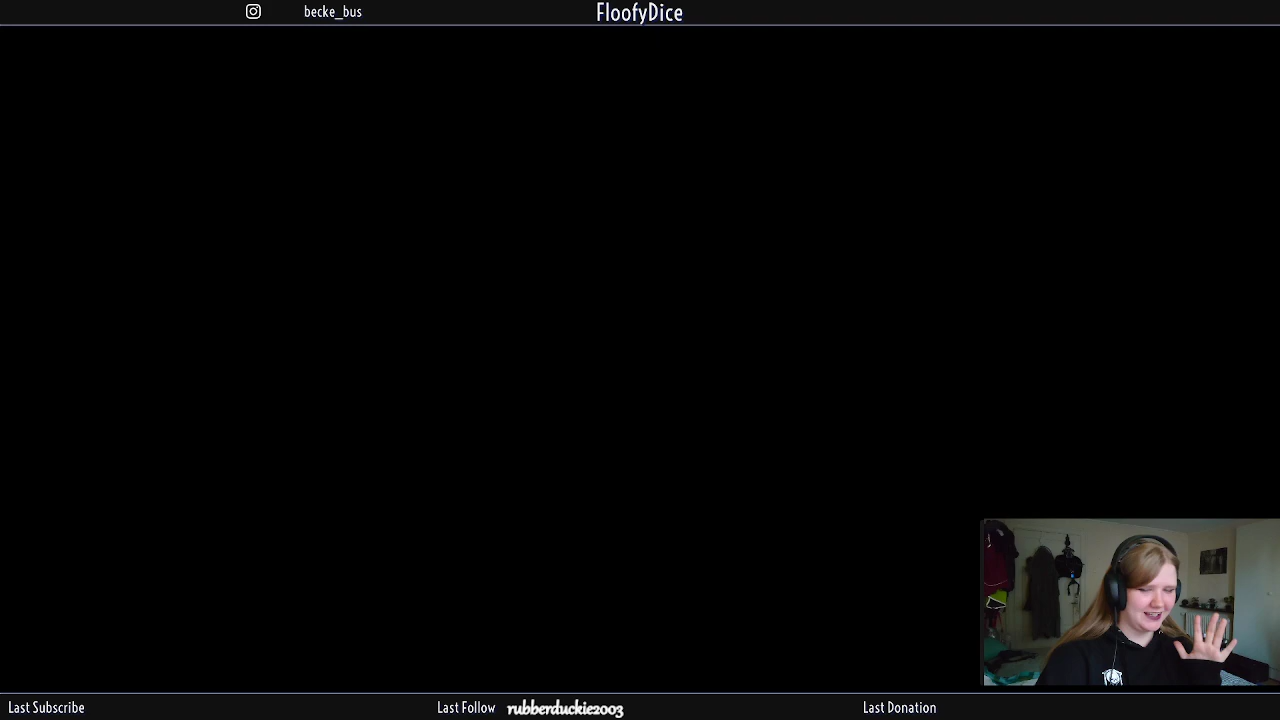 becke_bus
FloofyDice
Last Subscribe
Last Follow rubberduckie2003
Last Donation